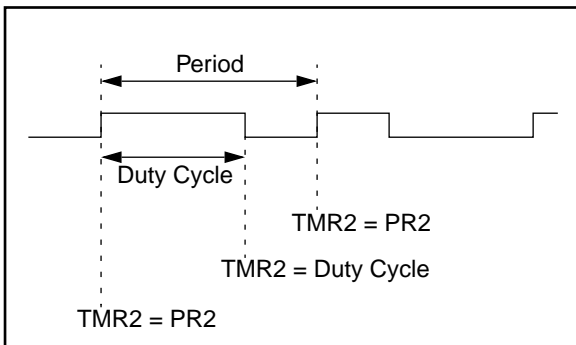 Period
Duty Cycle
TMR2 = PR2
TMR2 = Duty Cycle
TMR2 = PR2